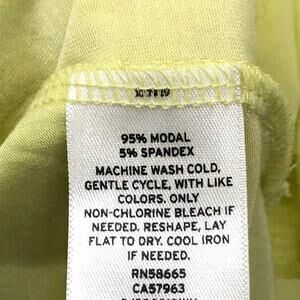 95% MODAL
5% SPANDEX
MACHINE WASH COLD,
GENTLE CYCLE, WITH LIKE
COLORS. ONLY
NON-CHLORINE BLEACH IF
NEEDED. RESHAPE, LAY
FLAT TO DRY. COOL IRON
IF NEEDED.
RN58665
CA57963